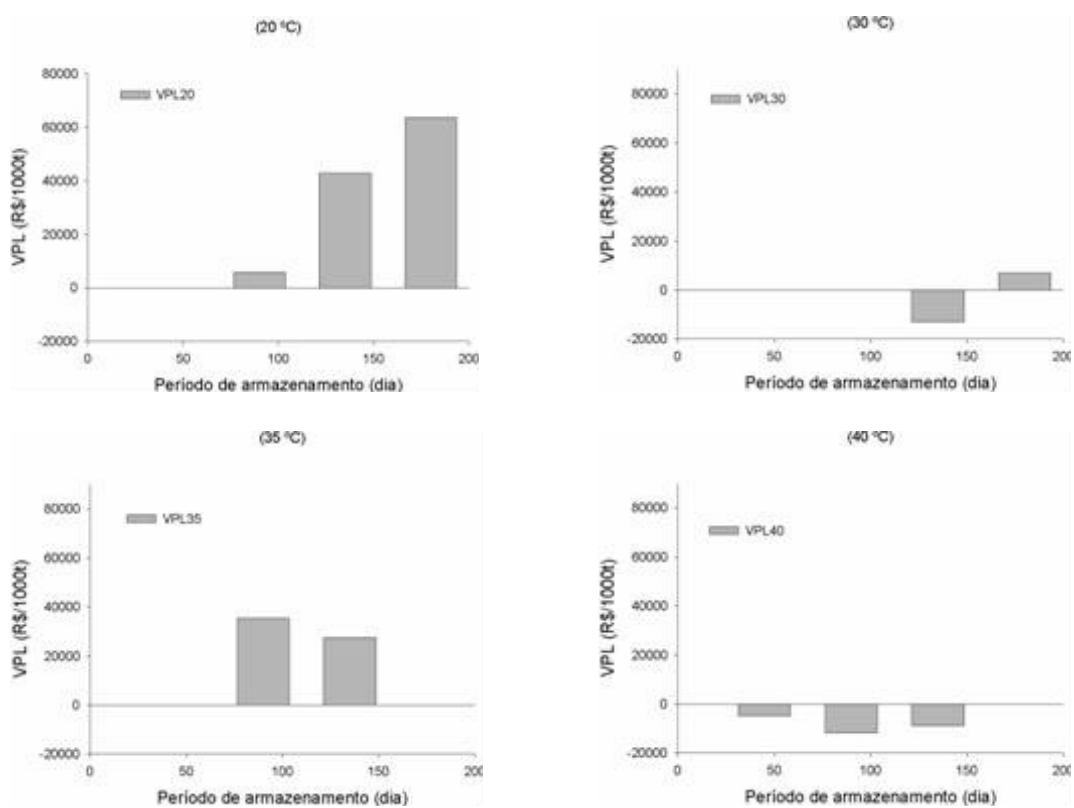 (20 ºC)
80000
60000
40000
20000
0
-20000
VPL20
VPL (R$/1000t)
0 50 100 150 200
Período de armazenamento (dia)
(30 ºC)
80000
60000
40000
20000
0
-20000
VPL30
VPL (R$/1000t)
0 50 100 150 200
Período de armazenamento (dia)
(35 ºC)
80000
60000
40000
20000
0
-20000
VPL35
VPL (R$/1000t)
0 50 100 150 200
Período de armazenamento (dia)
(40 ºC)
80000
60000
40000
20000
0
-20000
VPL40
VPL (R$/1000t)
0 50 100 150 200
Período de armazenamento (dia)